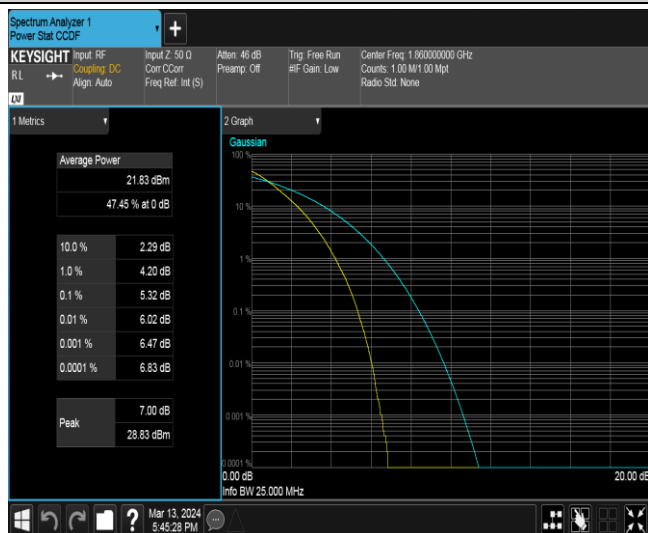 Spectrum Analyzer 1
Power Stat CCDF
+
KEYSIGHT
RL
LXI
Input: RF
Coupling: DC
Align: Auto
Input Z: 50 Ω
Corr CCorr
Freq Ref: Int (S)
Atten: 46 dB
Preamp: Off
Trig: Free Run
#IF Gain: Low
Center Freq: 1.860000000 GHz
Counts: 1.00 M/1.00 Mpt
Radio Std: None
1 Metrics
Average Power
21.83 dBm
47.45 % at 0 dB
10.0 % 2.29 dB
1.0 % 4.20 dB
0.1 % 5.32 dB
0.01 % 6.02 dB
0.001 % 6.47 dB
0.0001 % 6.83 dB
Peak
7.00 dB
28.83 dBm
2 Graph
Gaussian
100 %
10 %
1 %
0.1 %
0.01 %
0.001 %
0.0001 %
0.00 dB
20.00 dB
Info BW 25.000 MHz
?
Mar 13, 2024
5:45:28 PM